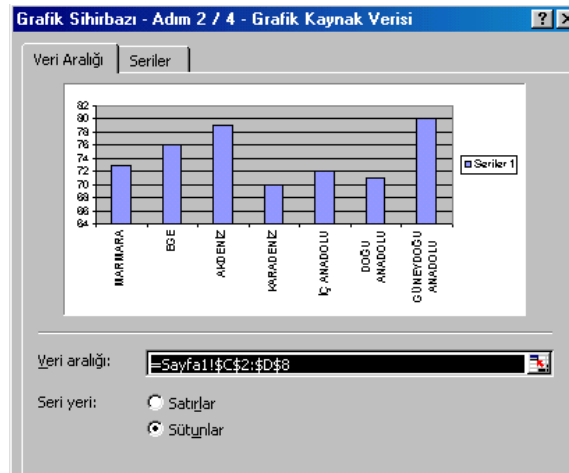 Grafik Sihirbazı - Adım 2 / 4 - Grafik Kaynak Verisi
Veri Aralığı
Seriler
82
80
78
76
74
72
70
68
66
64
MARMARA
EGE
AKDENİZ
KARADENİZ
İÇ ANADOLU
DOĞU
ANADOLU
GÜNEYDOĞU
ANADOLU
Seriler 1
Veri aralığı:
=Sayfa1!$C$2:$D$8
Seri yeri:
Satırlar
Sütunlar